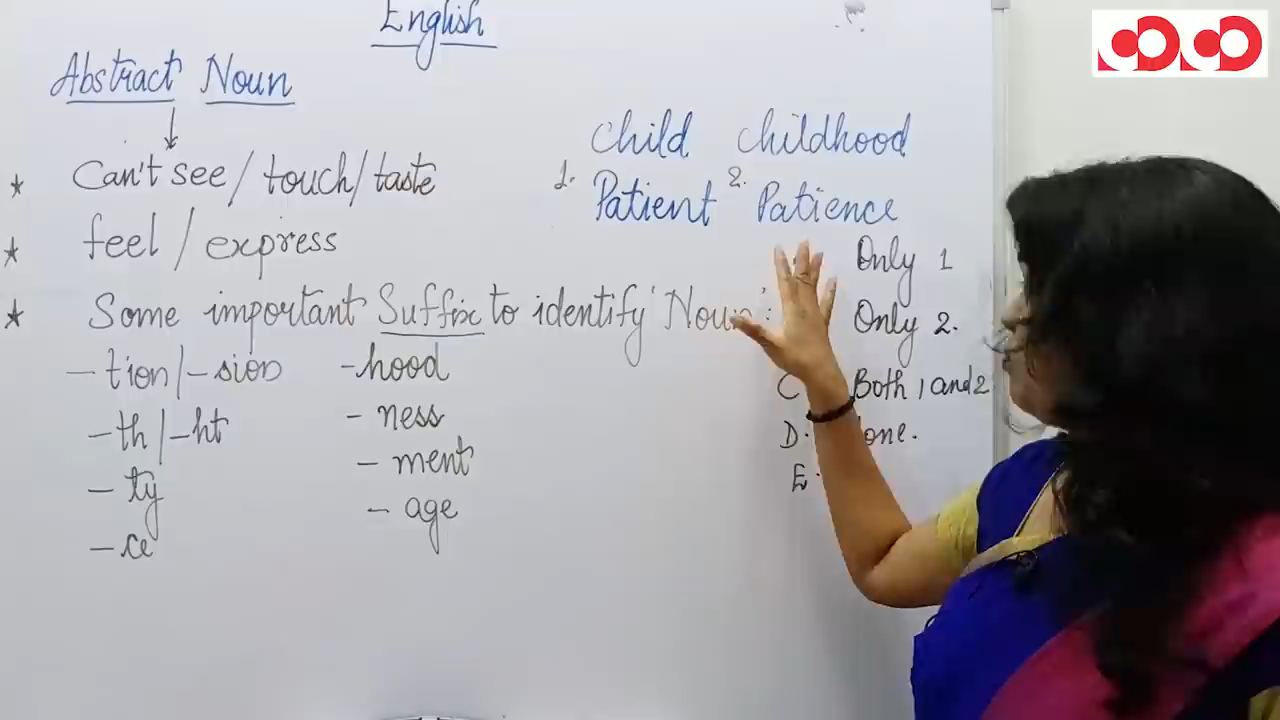 English
Abstract Noun
* Can't see / touch / taste
* feel / express
* Some important Suffix to identify 'Noun' :
- tion / - sion
- th / - ht
- ty
- ce
- hood
- ness
- ment
- age
Child Childhood
1. Patient 2. Patience
Only 1
Only 2.
C Both 1 and 2
D.
E.